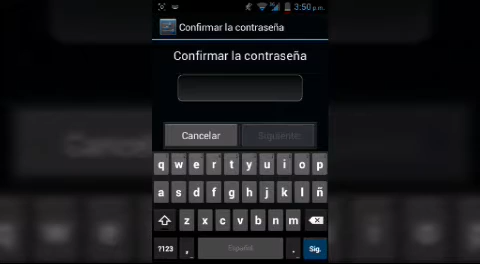 3:50 p.m.
Confirmar la contraseña
Confirmar la contraseña
Cancelar Siguiente
q w e r t y u i o p
a s d f g h j k l ñ
z x c v b n m
?123 , Español . Sig.